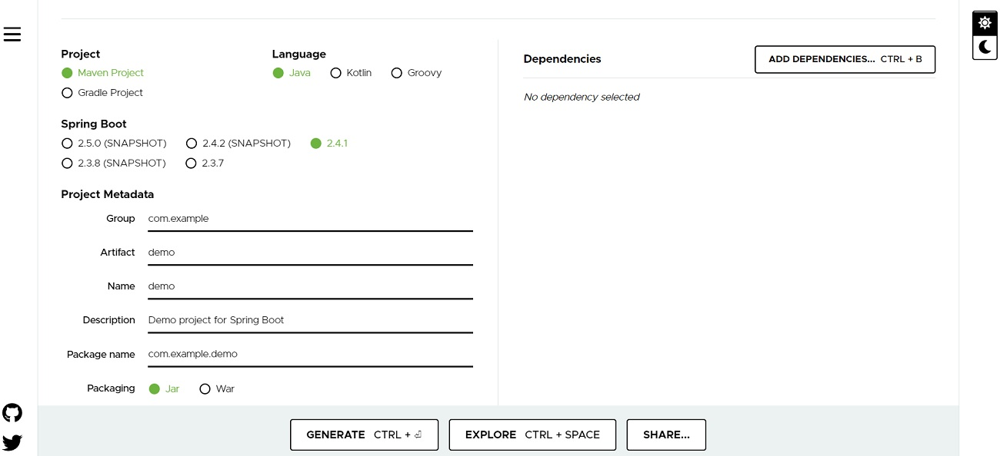 Project
Maven Project
Gradle Project
Language
Java Kotlin Groovy
Spring Boot
2.5.0 (SNAPSHOT) 2.4.2 (SNAPSHOT) 2.4.1
2.3.8 (SNAPSHOT) 2.3.7
Project Metadata
Group com.example
Artifact demo
Name demo
Description Demo project for Spring Boot
Package name com.example.demo
Packaging Jar War
Dependencies ADD DEPENDENCIES... CTRL + B
No dependency selected
GENERATE CTRL + ⏎ EXPLORE CTRL + SPACE SHARE...